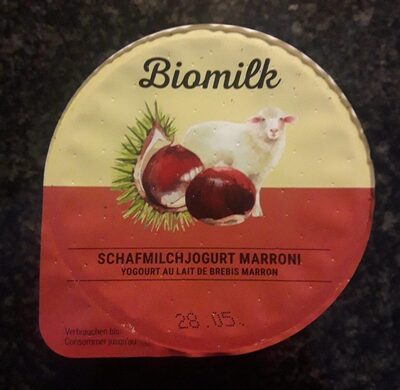 Biomilk
SCHAFMILCHJOGURT MARRONI
YOGOURT AU LAIT DE BREBIS MARRON
28.05.
Verbrauchen bis:
Consommer jusqu'au: